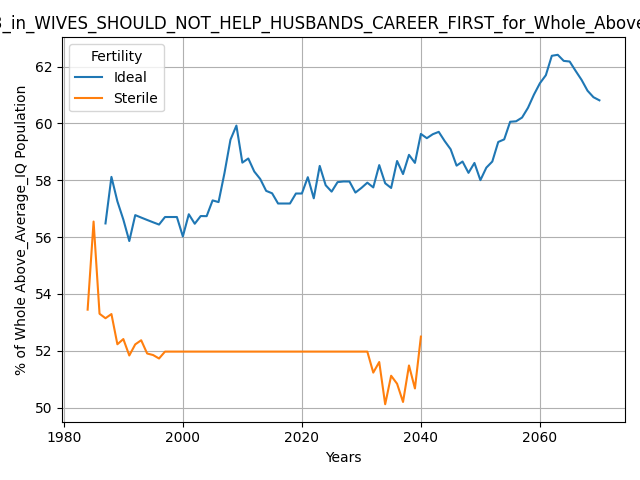 _in_WIVES_SHOULD_NOT_HELP_HUSBANDS_CAREER_FIRST_for_Whole_Above
Fertility
Ideal
Sterile
% of Whole Above_Average_IQ Population
62
60
58
56
54
52
50
1980
2000
2020
2040
2060
Years